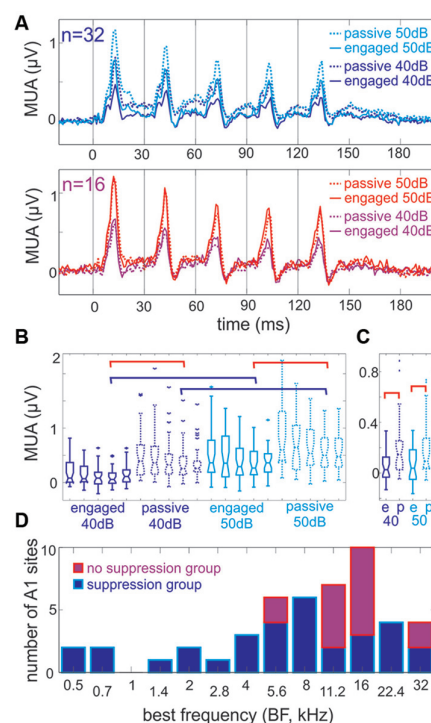 A
n=32
passive 50dB
engaged 50dB
passive 40dB
engaged 40dB
MUA (µV)
1
0
0 30 60 90 120 150 180
n=16
passive 50dB
engaged 50dB
passive 40dB
engaged 40dB
MUA (µV)
1
0
0 30 60 90 120 150 180
time (ms)
B
MUA (µV)
2
1
0
engaged 40dB
passive 40dB
engaged 50dB
passive 50dB
C
0.8
0.4
0
e p e p
40 50
D
number of A1 sites
10
5
0
no suppression group
suppression group
0.5 0.7 1 1.4 2 2.8 4 5.6 8 11.2 16 22.4 32
best frequency (BF, kHz)